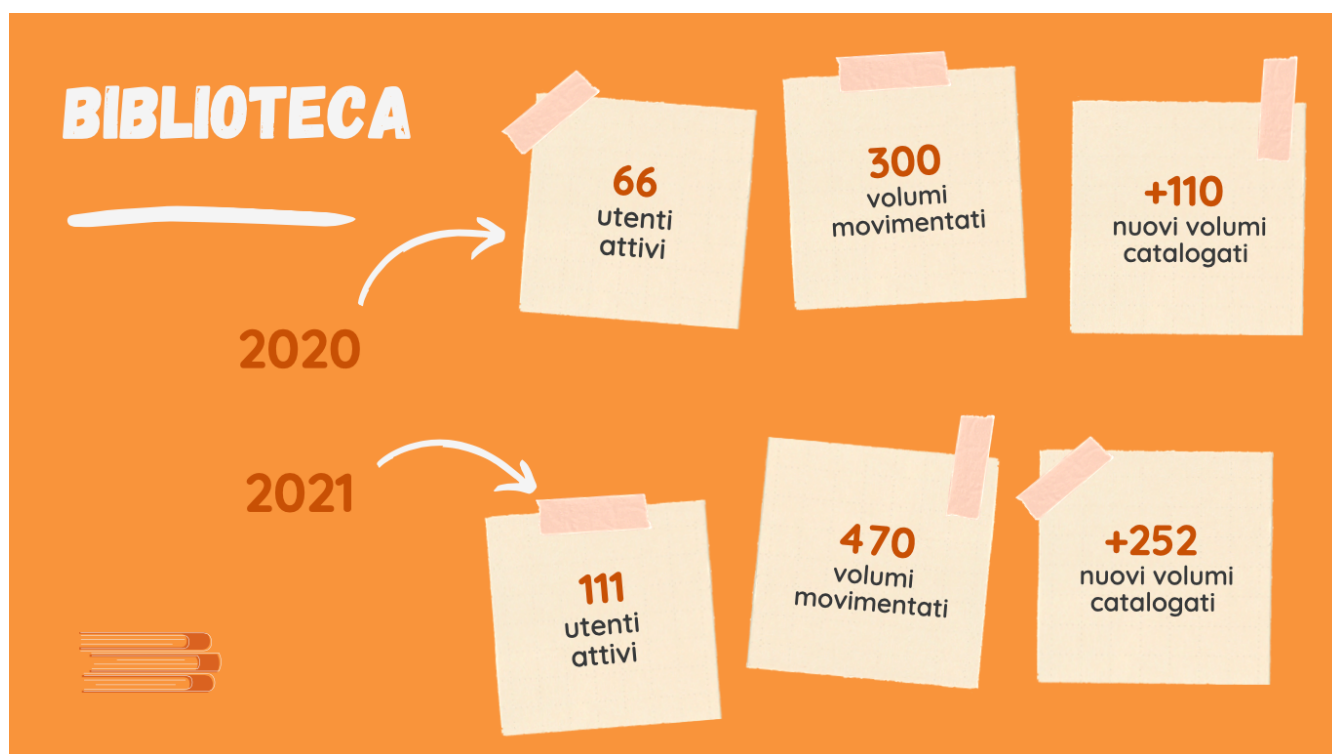 BIBLIOTECA
2020
66
utenti
attivi
300
volumi
movimentati
+110
nuovi volumi
catalogati
2021
111
utenti
attivi
470
volumi
movimentati
+252
nuovi volumi
catalogati